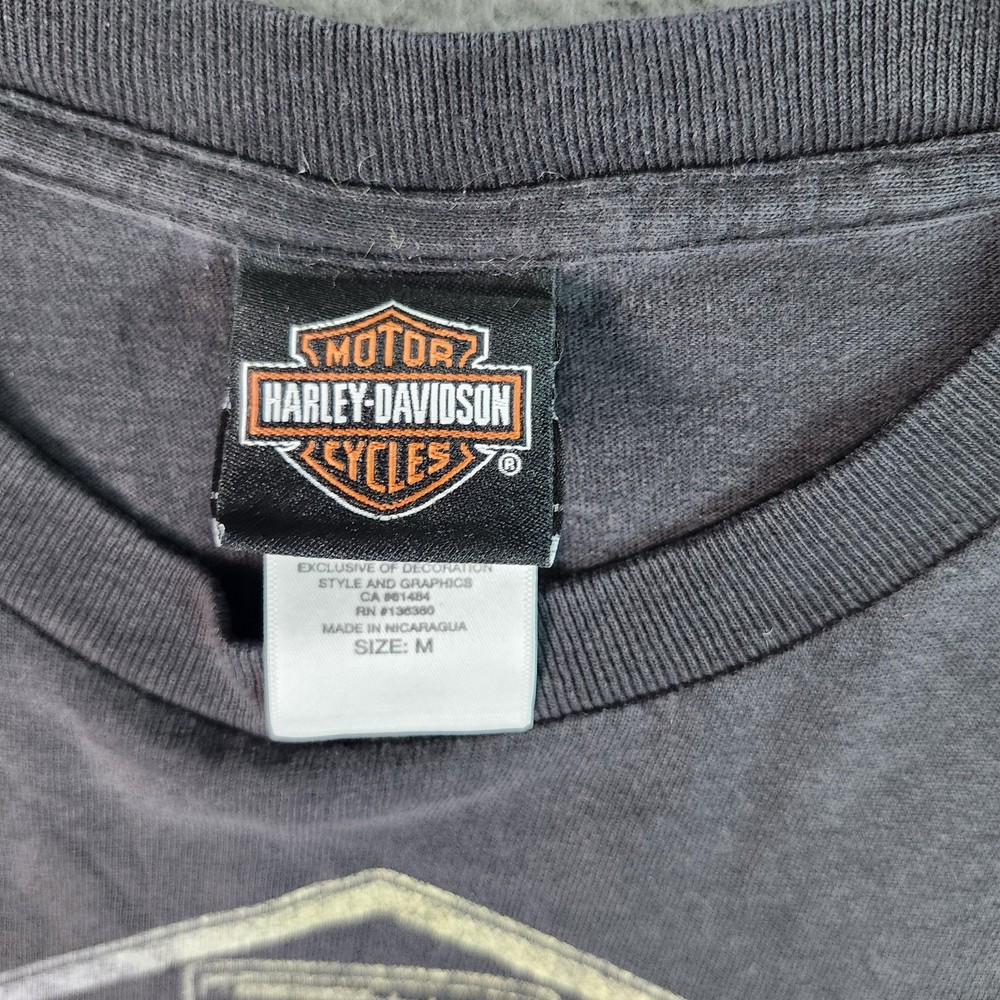 MOTOR
HARLEY-DAVIDSON
CYCLES
®
EXCLUSIVE OF DECORATION
STYLE AND GRAPHICS
CA #61484
RN #136380
MADE IN NICARAGUA
SIZE: M